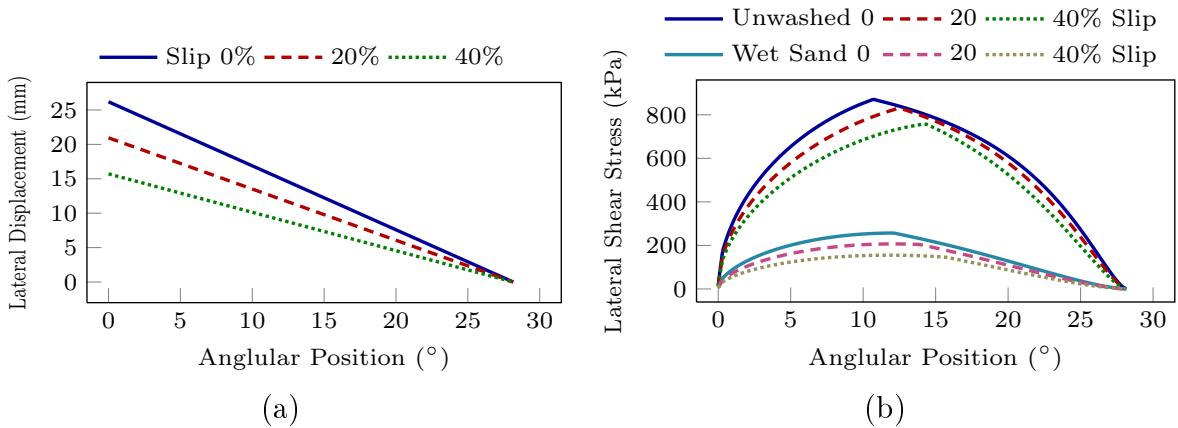 Slip 0% 20% 40%
Lateral Displacement (mm)
25
20
15
10
5
0
0 5 10 15 20 25 30
Anglular Position (°)
(a)
Unwashed 0 20 40% Slip
Wet Sand 0 20 40% Slip
Lateral Shear Stress (kPa)
800
600
400
200
0
0 5 10 15 20 25 30
Anglular Position (°)
(b)